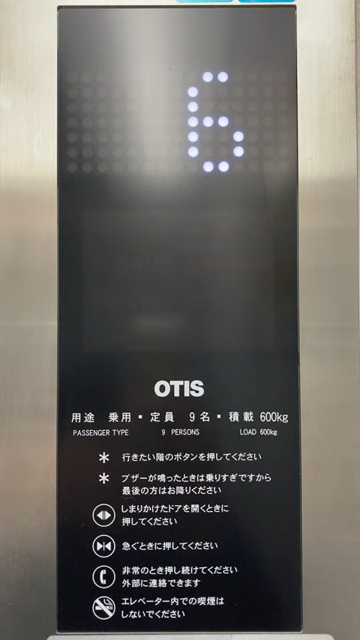 6
OTIS
用途 乗用・定員 9名・積載 600kg
PASSENGER TYPE 9 PERSONS LOAD 600kg
* 行きたい階のボタンを押してください
* ブザーが鳴ったときは乗りすぎですから
最後の方はお降りください
しまりかけたドアを開くときに
押してください
急ぐときに押してください
非常のとき押し続けてください
外部に連絡できます
エレベーター内での喫煙は
しないでください